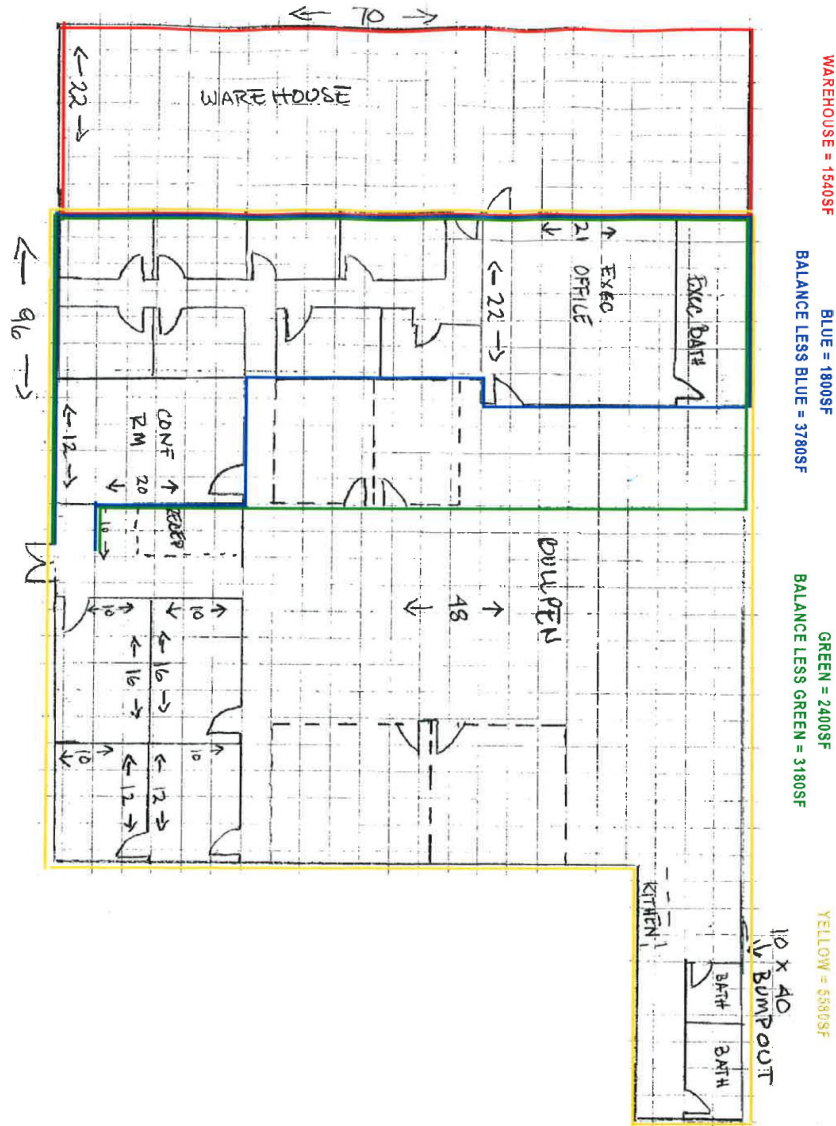 WAREHOUSE = 1540SF
BLUE = 1800SF
BALANCE LESS BLUE = 3780SF
GREEN = 2400SF
BALANCE LESS GREEN = 3180SF
YELLOW = 5580SF
← 70 →
WAREHOUSE
← 22 →
← 96 →
EXEC BATH
EXEC
OFFICE
← 21 →
← 22 →
CONF
RM
← 20 →
← 12 →
RECEP
10 →
BULLPEN
← 48 →
← 10 →
← 10 →
← 16 →
← 16 →
← 10 →
← 10 →
← 12 →
← 12 →
KITHEN
10 X 40
BUMPOUT
BATH
BATH